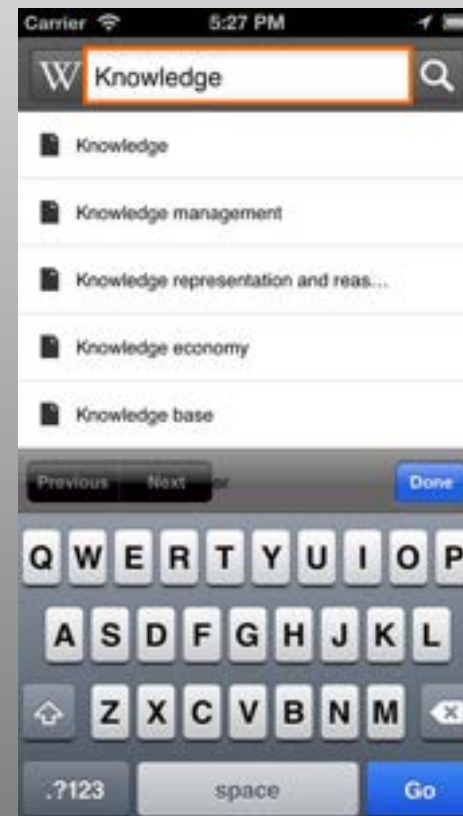 Carrier 5:27 PM
W Knowledge
Knowledge
Knowledge management
Knowledge representation and reas...
Knowledge economy
Knowledge base
Previous Next or Done
Q W E R T Y U I O P
A S D F G H J K L
Z X C V B N M
.?123 space Go